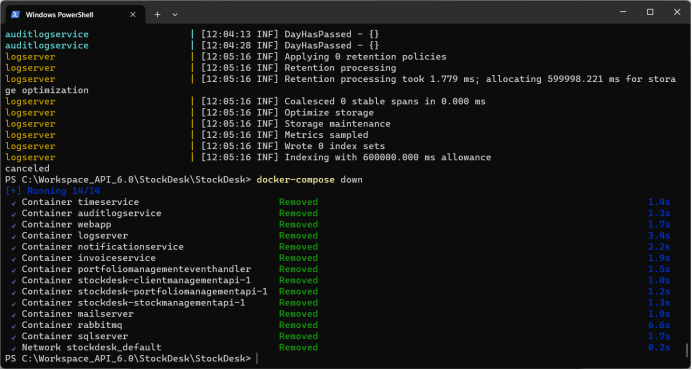 Windows PowerShell
auditlogservice | [12:04:13 INF] DayHasPassed - {}
auditlogservice | [12:04:28 INF] DayHasPassed - {}
logserver | [12:05:16 INF] Applying 0 retention policies
logserver | [12:05:16 INF] Retention processing
logserver | [12:05:16 INF] Retention processing took 1.779 ms; allocating 599998.221 ms for stora
ge optimization
logserver | [12:05:16 INF] Coalesced 0 stable spans in 0.000 ms
logserver | [12:05:16 INF] Optimize storage
logserver | [12:05:16 INF] Storage maintenance
logserver | [12:05:16 INF] Metrics sampled
logserver | [12:05:16 INF] Wrote 0 index sets
logserver | [12:05:16 INF] Indexing with 600000.000 ms allowance
canceled
PS C:\Workspace_API_6.0\StockDesk\StockDesk> docker-compose down
[+] Running 14/14
✓ Container timeservice Removed 1.4s
✓ Container auditlogservice Removed 1.3s
✓ Container webapp Removed 1.7s
✓ Container logserver Removed 3.4s
✓ Container notificationservice Removed 2.2s
✓ Container invoiceservice Removed 1.9s
✓ Container portfoliomanagementeventhandler Removed 1.5s
✓ Container stockdesk-clientmanagementapi-1 Removed 1.0s
✓ Container stockdesk-portfoliomanagementapi-1 Removed 1.2s
✓ Container stockdesk-stockmanagementapi-1 Removed 1.3s
✓ Container mailserver Removed 1.0s
✓ Container rabbitmq Removed 6.6s
✓ Container sqlserver Removed 1.7s
✓ Network stockdesk_default Removed 0.2s
PS C:\Workspace_API_6.0\StockDesk\StockDesk>